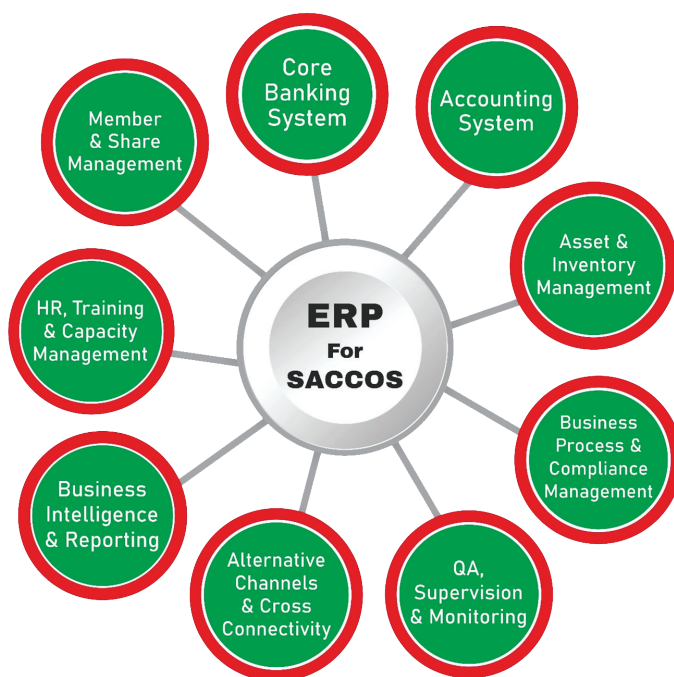 Core
Banking
System
Accounting
System
Member
& Share
Management
Asset &
Inventory
Management
HR, Training
& Capacity
Management
ERP
For
SACCOS
Business
Process &
Compliance
Management
Business
Intelligence
& Reporting
Alternative
Channels
& Cross
Connectivity
QA,
Supervision
& Monitoring